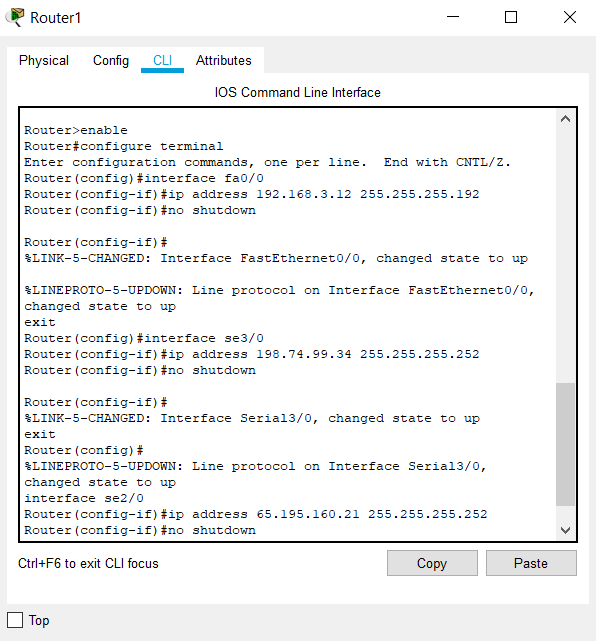 Router1
Physical Config CLI Attributes
IOS Command Line Interface
Router>enable
Router#configure terminal
Enter configuration commands, one per line.  End with CNTL/Z.
Router(config)#interface fa0/0
Router(config-if)#ip address 192.168.3.12 255.255.255.192
Router(config-if)#no shutdown
Router(config-if)#
%LINK-5-CHANGED: Interface FastEthernet0/0, changed state to up
%LINEPROTO-5-UPDOWN: Line protocol on Interface FastEthernet0/0,
changed state to up
exit
Router(config)#interface se3/0
Router(config-if)#ip address 198.74.99.34 255.255.255.252
Router(config-if)#no shutdown
Router(config-if)#
%LINK-5-CHANGED: Interface Serial3/0, changed state to up
exit
Router(config)#
%LINEPROTO-5-UPDOWN: Line protocol on Interface Serial3/0,
changed state to up
interface se2/0
Router(config-if)#ip address 65.195.160.21 255.255.255.252
Router(config-if)#no shutdown
Ctrl+F6 to exit CLI focus
Copy Paste
Top